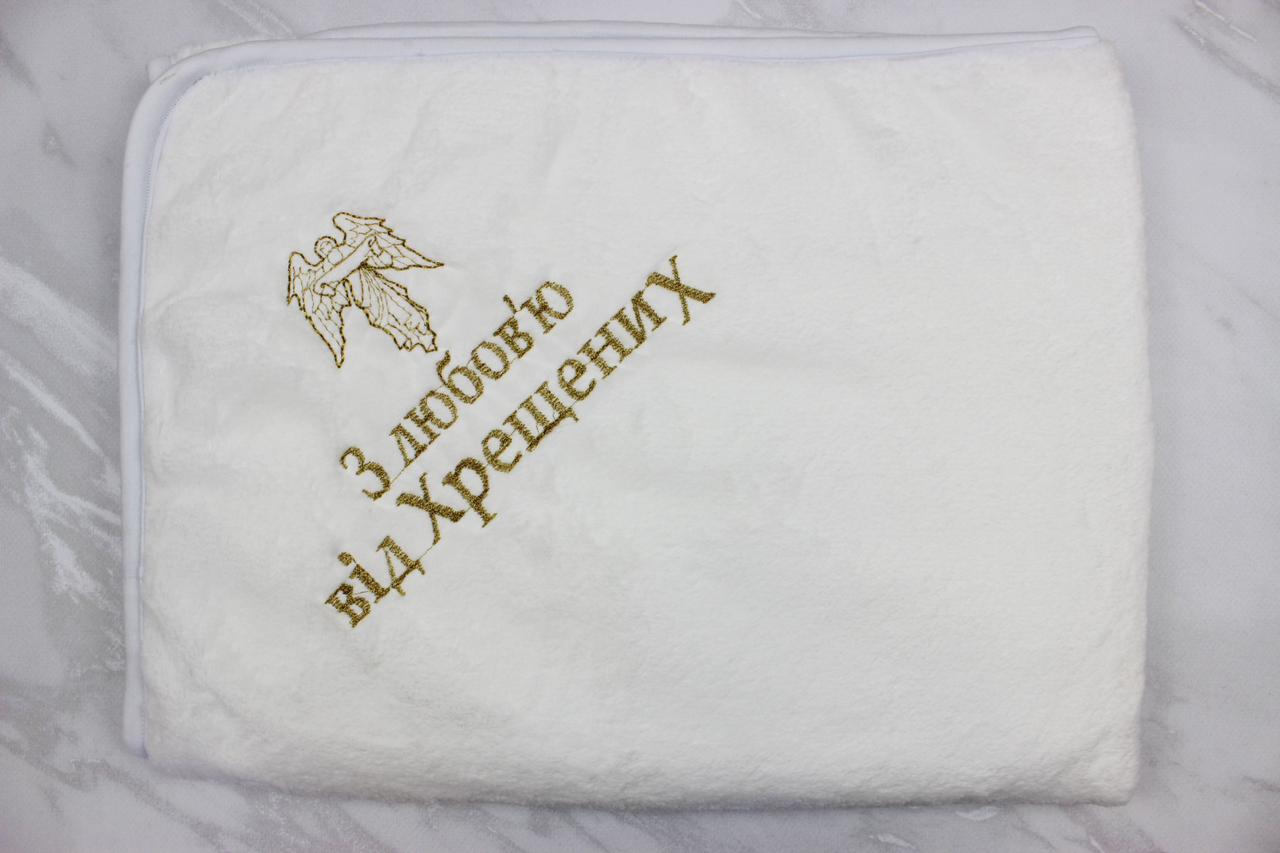 З любов'ю
від Хрещених